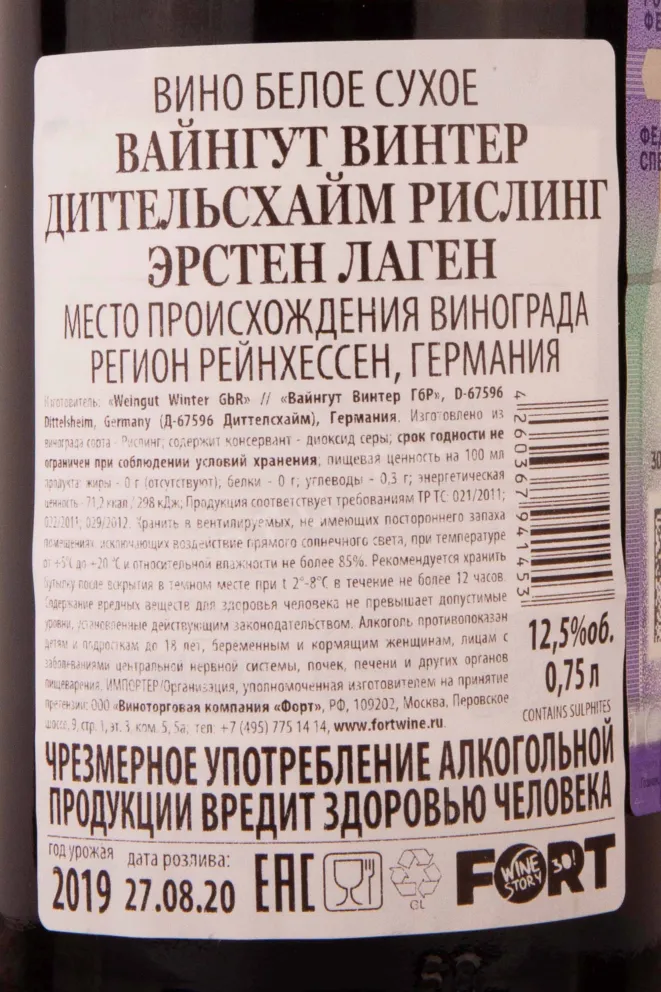 ВИНО БЕЛОЕ СУХОЕ
ВАЙНГУТ ВИНТЕР
ДИТТЕЛЬСХАЙМ РИСЛИНГ
ЭРСТЕН ЛАГЕН
МЕСТО ПРОИСХОЖДЕНИЯ ВИНОГРАДА
РЕГИОН РЕЙНХЕССЕН, ГЕРМАНИЯ
Изготовитель: «Weingut Winter GbR» // «Вайнгут Винтер ГбР», D-67596
Dittelsheim, Germany (Д-67596 Диттелсхайм), Германия. Изготовлено из
винограда сорта - Рислинг; содержит консервант - диоксид серы; срок годности не
ограничен при соблюдении условий хранения; пищевая ценность на 100 мл
продукта: жиры - 0 г (отсутствуют); белки - 0 г; углеводы - 0,3 г; энергетическая
ценность - 71,2 ккал / 298 кДж; Продукция соответствует требованиям ТР ТС: 021/2011;
022/2011; 029/2012. Хранить в вентилируемых, не имеющих постороннего запаха
помещениях, исключающих воздействие прямого солнечного света, при температуре
от +5°C до +20 °C и относительной влажности не более 85%. Рекомендуется хранить
бутылку после вскрытия в темном месте при t 2°-8°C в течение не более 12 часов.
Содержание вредных веществ для здоровья человека не превышает допустимые
уровни, установленные действующим законодательством. Алкоголь противопоказан
детям и подросткам до 18 лет, беременным и кормящим женщинам, лицам с
заболеваниями центральной нервной системы, почек, печени и других органов
пищеварения. ИМПОРТЕР/Организация, уполномоченная изготовителем на принятие
претензий: ООО «Виноторговая компания «Форт», РФ, 109202, Москва, Перовское
шоссе, 9, стр. 1, эт. 3, ком. 5, 5а; тел: +7 (495) 775 14 14, www.fortwine.ru.
4 260367 941453
12,5%об.
0,75 л
CONTAINS SULPHITES
ЧРЕЗМЕРНОЕ УПОТРЕБЛЕНИЕ АЛКОГОЛЬНОЙ
ПРОДУКЦИИ ВРЕДИТ ЗДОРОВЬЮ ЧЕЛОВЕКА
год урожая дата розлива:
2019 27.08.20
EAC
GL
FORT
WINE STORY 30!
ФЕД
СПЕ